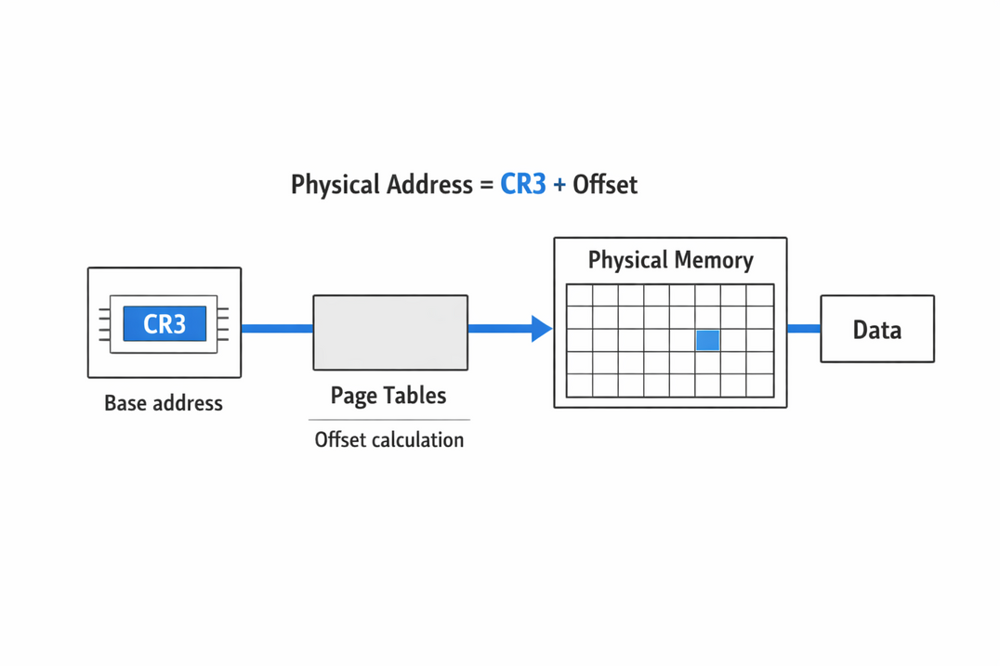 Physical Address = CR3 + Offset
Physical Memory
CR3
Data
Base address
Page Tables
Offset calculation